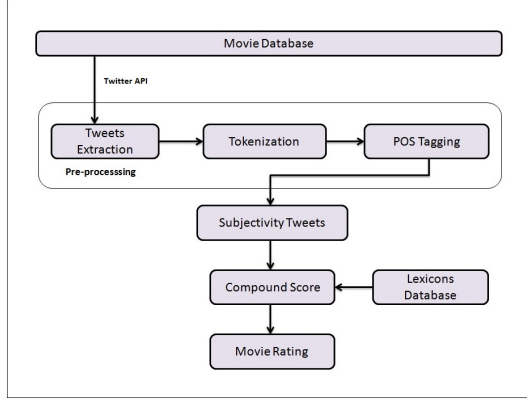 Movie Database
Twitter API
Tweets
Extraction
Tokenization
POS Tagging
Pre-processsing
Subjectivity Tweets
Compound Score
Lexicons
Database
Movie Rating